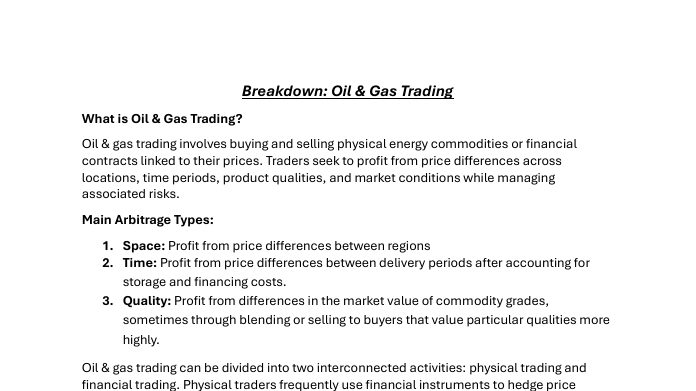 Breakdown: Oil & Gas Trading
What is Oil & Gas Trading?
Oil & gas trading involves buying and selling physical energy commodities or financial
contracts linked to their prices. Traders seek to profit from price differences across
locations, time periods, product qualities, and market conditions while managing
associated risks.
Main Arbitrage Types:
1. Space: Profit from price differences between regions
2. Time: Profit from price differences between delivery periods after accounting for
storage and financing costs.
3. Quality: Profit from differences in the market value of commodity grades,
sometimes through blending or selling to buyers that value particular qualities more
highly.
Oil & gas trading can be divided into two interconnected activities: physical trading and
financial trading. Physical traders frequently use financial instruments to hedge price